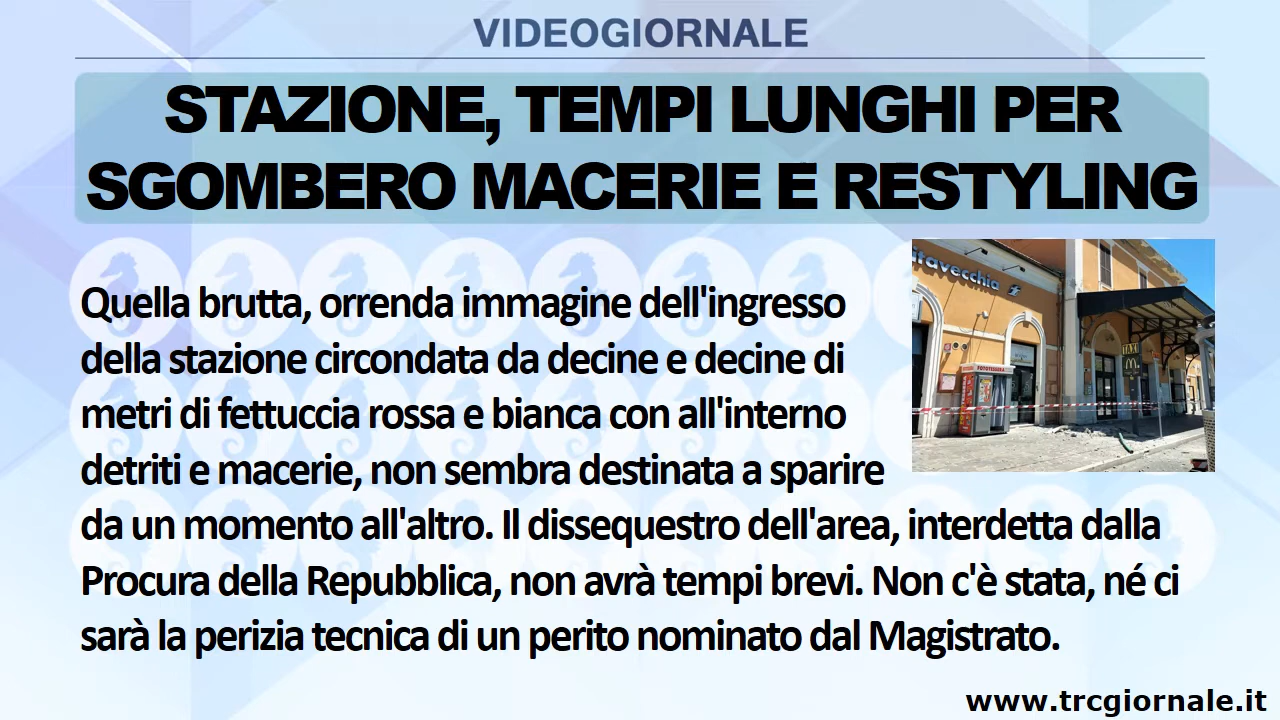 VIDEOGIORNALE
STAZIONE, TEMPI LUNGHI PER
SGOMBERO MACERIE E RESTYLING
Quella brutta, orrenda immagine dell'ingresso
della stazione circondata da decine e decine di
metri di fettuccia rossa e bianca con all'interno
detriti e macerie, non sembra destinata a sparire
da un momento all'altro. Il dissequestro dell'area, interdetta dalla
Procura della Repubblica, non avrà tempi brevi. Non c'è stata, né ci
sarà la perizia tecnica di un perito nominato dal Magistrato.
itavecchia
FOTOTESSERA
TAXI
www.trcgiornale.it